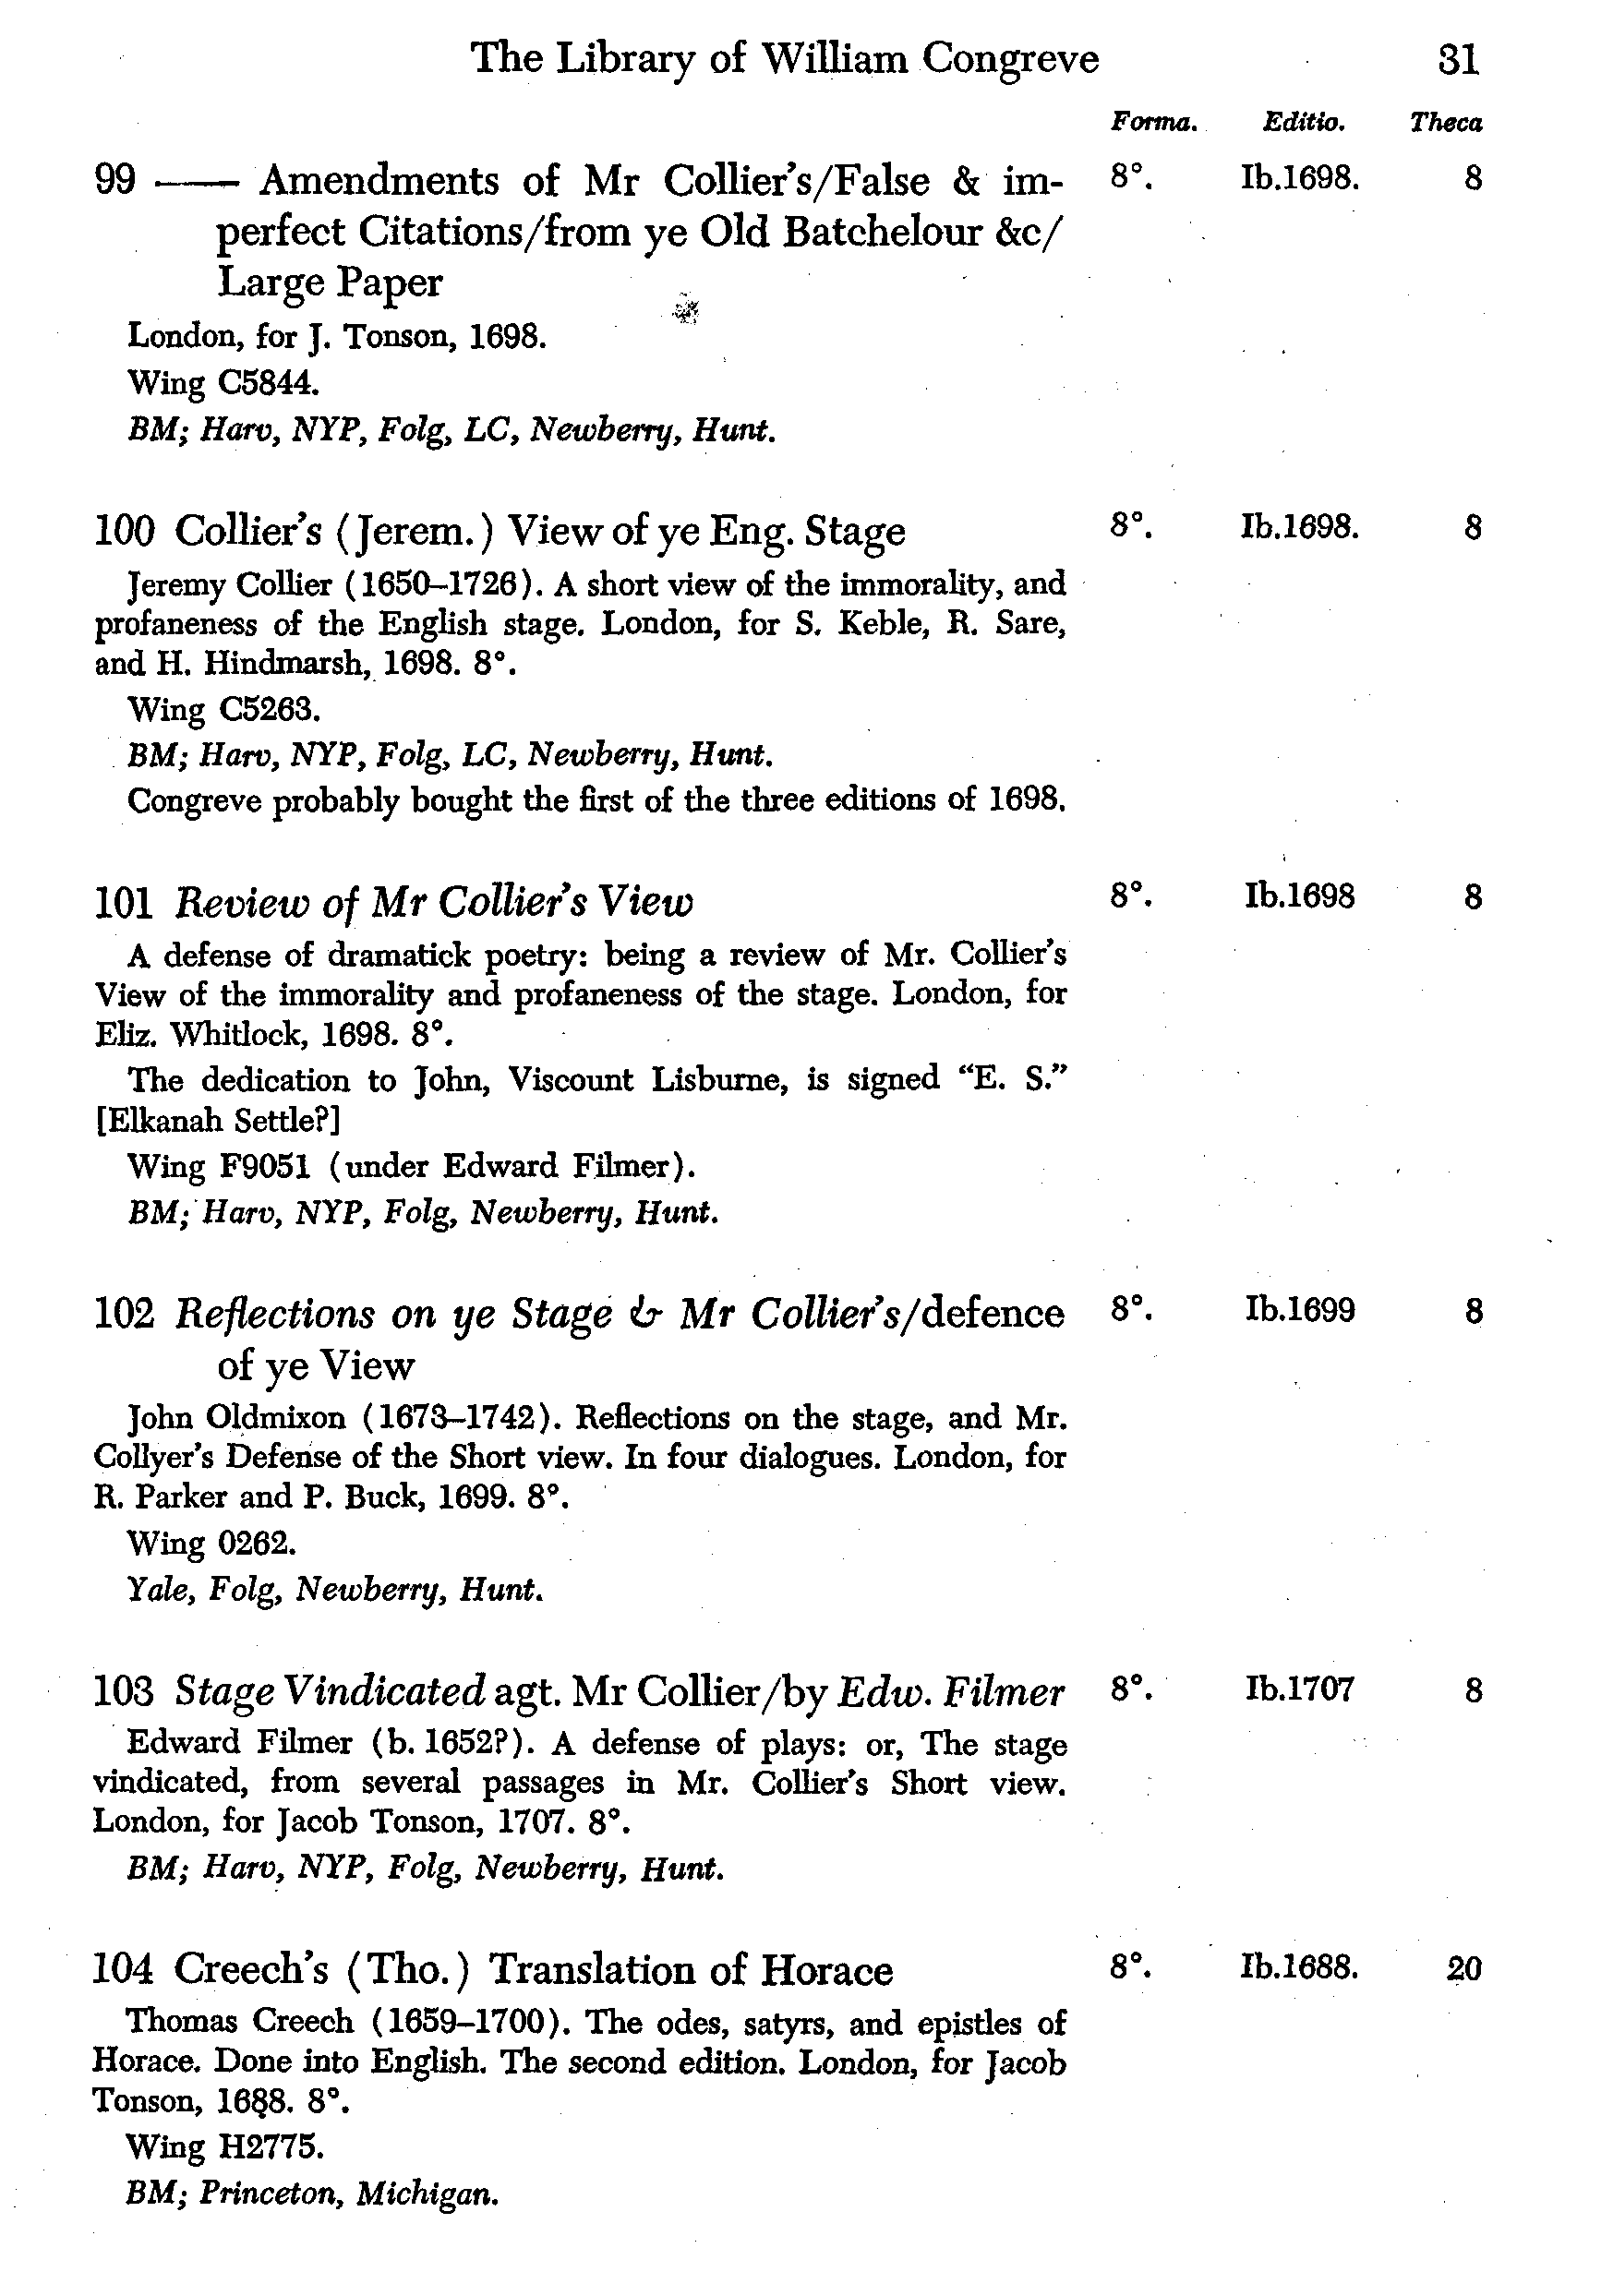 The Library of William Congreve 31
Forma. Editio. Theca
99 —— Amendments of Mr Collier's/False & im- 8°. Ib.1698. 8
perfect Citations/from ye Old Batchelour &c/
Large Paper
London, for J. Tonson, 1698.
Wing C5844.
BM; Harv, NYP, Folg, LC, Newberry, Hunt.
100 Collier's (Jerem.) View of ye Eng. Stage 8°. Ib.1698. 8
Jeremy Collier (1650–1726). A short view of the immorality, and
profaneness of the English stage. London, for S. Keble, R. Sare,
and H. Hindmarsh, 1698. 8°.
Wing C5263.
BM; Harv, NYP, Folg, LC, Newberry, Hunt.
Congreve probably bought the first of the three editions of 1698.
101 Review of Mr Collier's View 8°. Ib.1698 8
A defense of dramatick poetry: being a review of Mr. Collier's
View of the immorality and profaneness of the stage. London, for
Eliz. Whitlock, 1698. 8°.
The dedication to John, Viscount Lisburne, is signed “E. S.”
[Elkanah Settle?]
Wing F9051 (under Edward Filmer).
BM; Harv, NYP, Folg, Newberry, Hunt.
102 Reflections on ye Stage & Mr Collier's/defence 8°. Ib.1699 8
of ye View
John Oldmixon (1673–1742). Reflections on the stage, and Mr.
Collyer's Defense of the Short view. In four dialogues. London, for
R. Parker and P. Buck, 1699. 8°.
Wing 0262.
Yale, Folg, Newberry, Hunt.
103 Stage Vindicated agt. Mr Collier/by Edw. Filmer 8°. Ib.1707 8
Edward Filmer (b. 1652?). A defense of plays: or, The stage
vindicated, from several passages in Mr. Collier's Short view.
London, for Jacob Tonson, 1707. 8°.
BM; Harv, NYP, Folg, Newberry, Hunt.
104 Creech's (Tho.) Translation of Horace 8°. Ib.1688. 20
Thomas Creech (1659–1700). The odes, satyrs, and epistles of
Horace. Done into English. The second edition. London, for Jacob
Tonson, 1688. 8°.
Wing H2775.
BM; Princeton, Michigan.